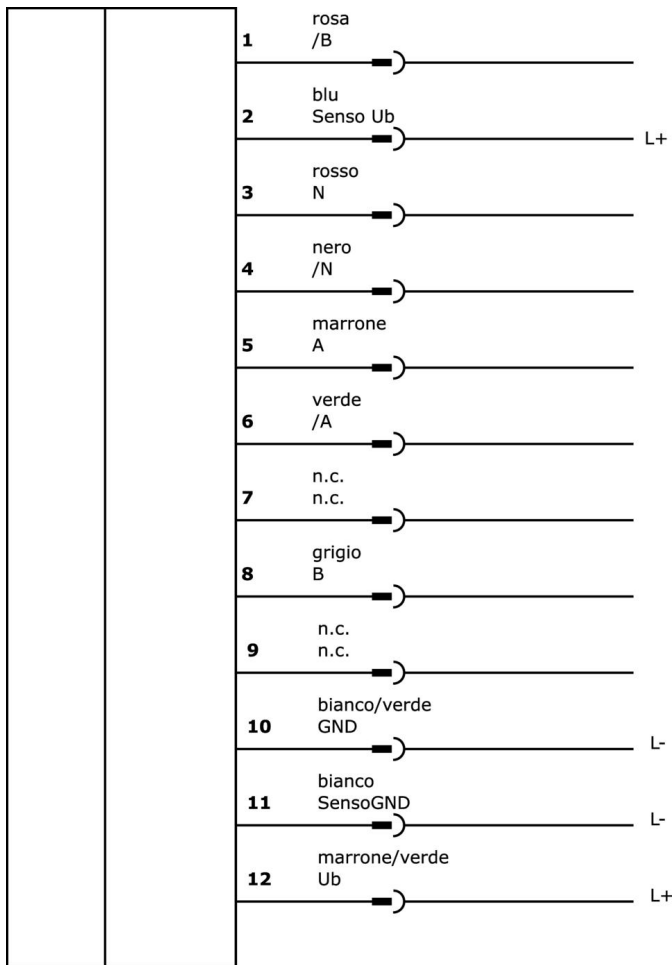 rosa
1 /B
blu
2 Senso Ub L+
rosso
3 N
nero
4 /N
marrone
5 A
verde
6 /A
n.c.
7 n.c.
grigio
8 B
n.c.
9 n.c.
bianco/verde
10 GND L-
bianco
11 SensoGND L-
marrone/verde
12 Ub L+